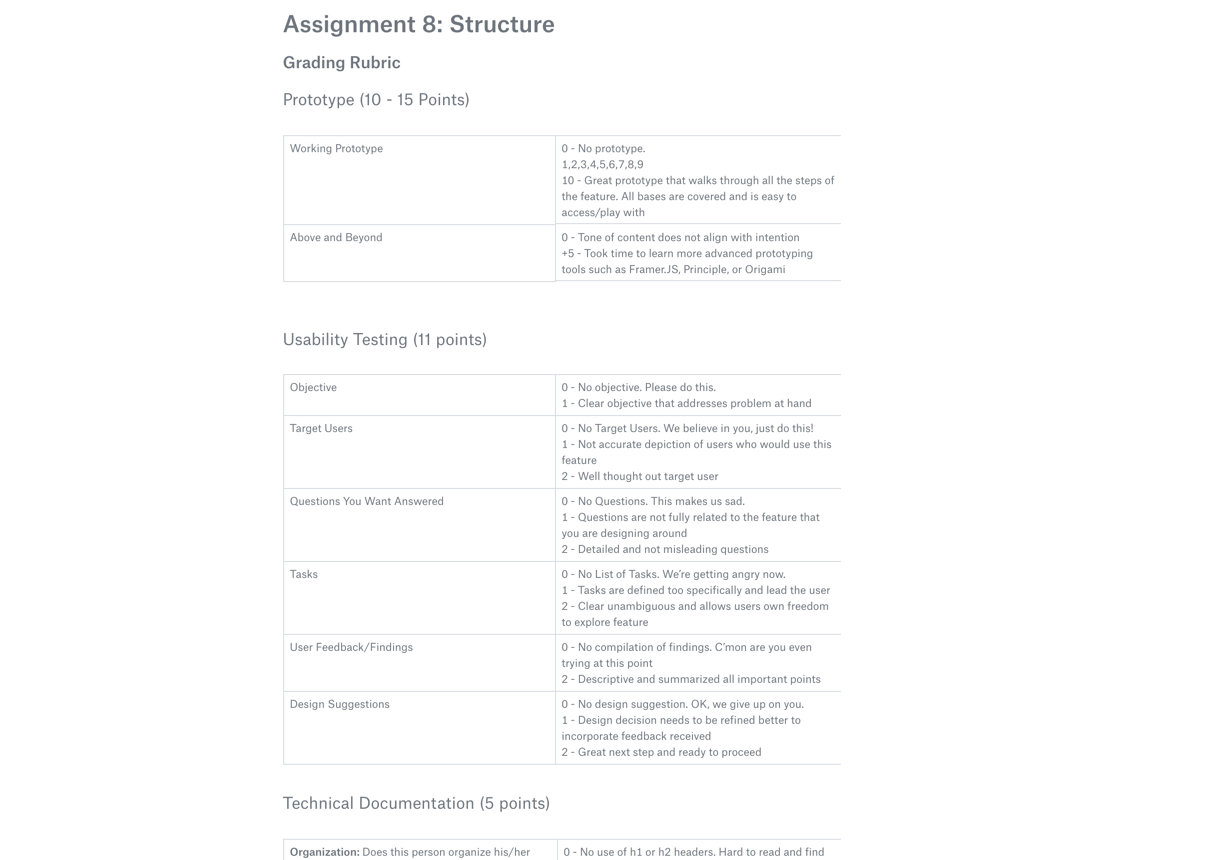 Assignment 8: Structure
Grading Rubric
Prototype (10 - 15 Points)
Working Prototype
0 - No prototype.
1,2,3,4,5,6,7,8,9
10 - Great prototype that walks through all the steps of
the feature. All bases are covered and is easy to
access/play with
Above and Beyond
0 - Tone of content does not align with intention
+5 - Took time to learn more advanced prototyping
tools such as Framer.JS, Principle, or Origami
Usability Testing (11 points)
Objective
0 - No objective. Please do this.
1 - Clear objective that addresses problem at hand
Target Users
0 - No Target Users. We believe in you, just do this!
1 - Not accurate depiction of users who would use this
feature
2 - Well thought out target user
Questions You Want Answered
0 - No Questions. This makes us sad.
1 - Questions are not fully related to the feature that
you are designing around
2 - Detailed and not misleading questions
Tasks
0 - No List of Tasks. We’re getting angry now.
1 - Tasks are defined too specifically and lead the user
2 - Clear unambiguous and allows users own freedom
to explore feature
User Feedback/Findings
0 - No compilation of findings. C’mon are you even
trying at this point
2 - Descriptive and summarized all important points
Design Suggestions
0 - No design suggestion. OK, we give up on you.
1 - Design decision needs to be refined better to
incorporate feedback received
2 - Great next step and ready to proceed
Technical Documentation (5 points)
Organization: Does this person organize his/her
0 - No use of h1 or h2 headers. Hard to read and find